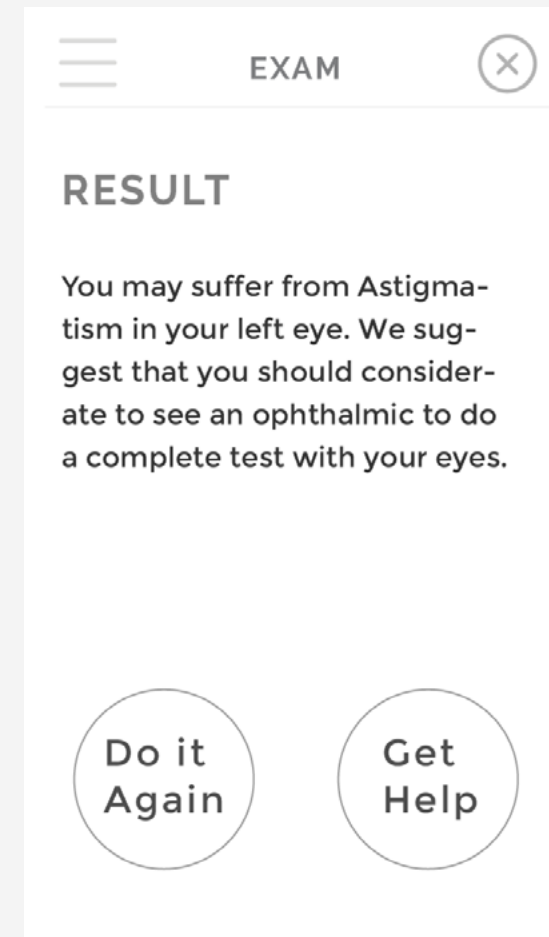 EXAM
RESULT
You may suffer from Astigma-
tism in your left eye. We sug-
gest that you should consider-
ate to see an ophthalmic to do
a complete test with your eyes.
Do it
Again
Get
Help